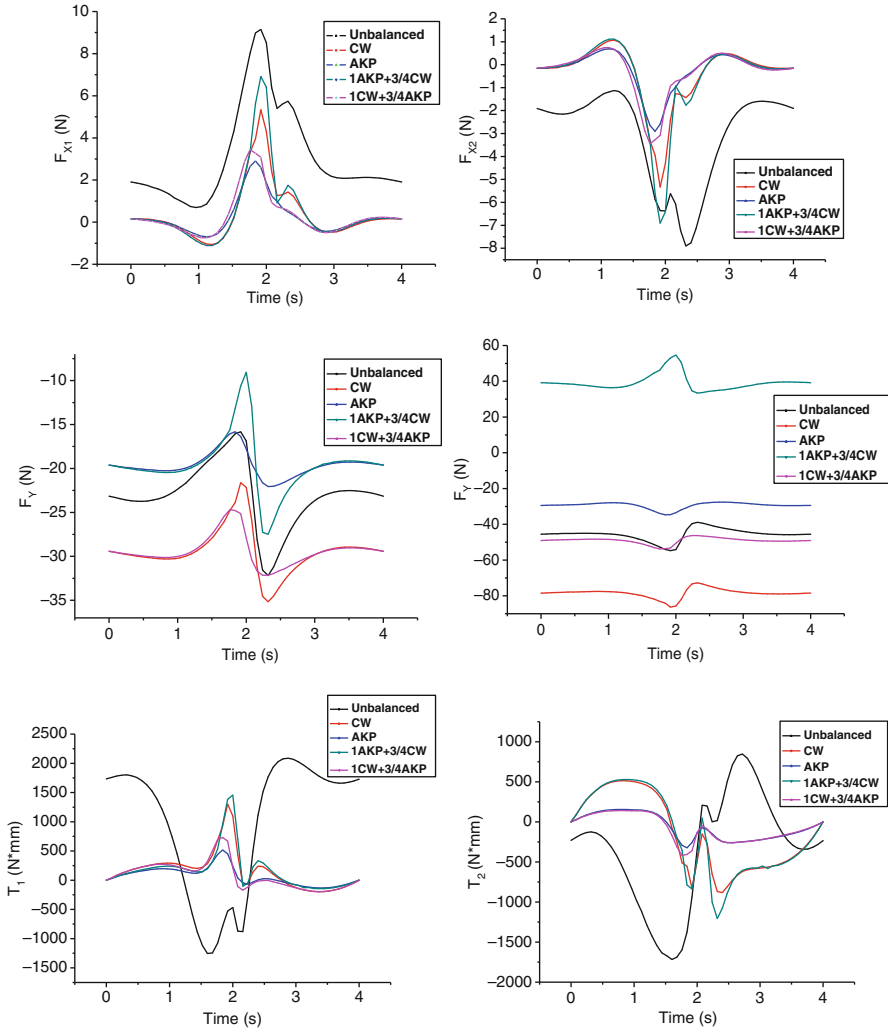 Unbalanced
CW
AKP
1AKP+3/4CW
1CW+3/4AKP
10
8
6
4
2
0
−2
F X1 (N)
0 1 2 3 4
Time (s)
2
1
0
−1
−2
−3
−4
−5
−6
−7
−8
F X2 (N)
Unbalanced
CW
AKP
1AKP+3/4CW
1CW+3/4AKP
0 1 2 3 4
Time (s)
Unbalanced
CW
AKP
1AKP+3/4CW
1CW+3/4AKP
−10
−15
−20
−25
−30
−35
F Y (N)
0 1 2 3 4
Time (s)
60
40
20
0
−20
−40
−60
−80
F Y (N)
Unbalanced
CW
AKP
1AKP+3/4CW
1CW+3/4AKP
0 1 2 3 4
Time (s)
Unbalanced
CW
AKP
1AKP+3/4CW
1CW+3/4AKP
2500
2000
1500
1000
500
0
−500
−1000
−1500
T 1 (N*mm)
0 1 2 3 4
Time (s)
Unbalanced
CW
AKP
1AKP+3/4CW
1CW+3/4AKP
1000
500
0
−500
−1000
−1500
−2000
T 2 (N*mm)
0 1 2 3 4
Time (s)